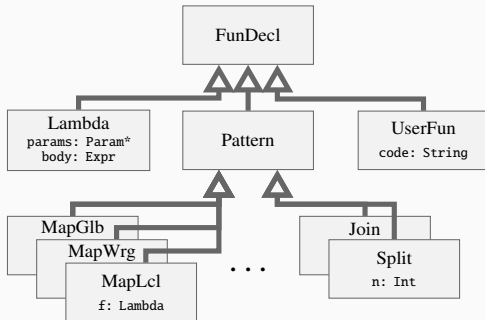 FunDecl
Lambda
params: Param*
body: Expr
Pattern
UserFun
code: String
MapGlb
MapWrg
MapLcl
f: Lambda
...
Join
Split
n: Int